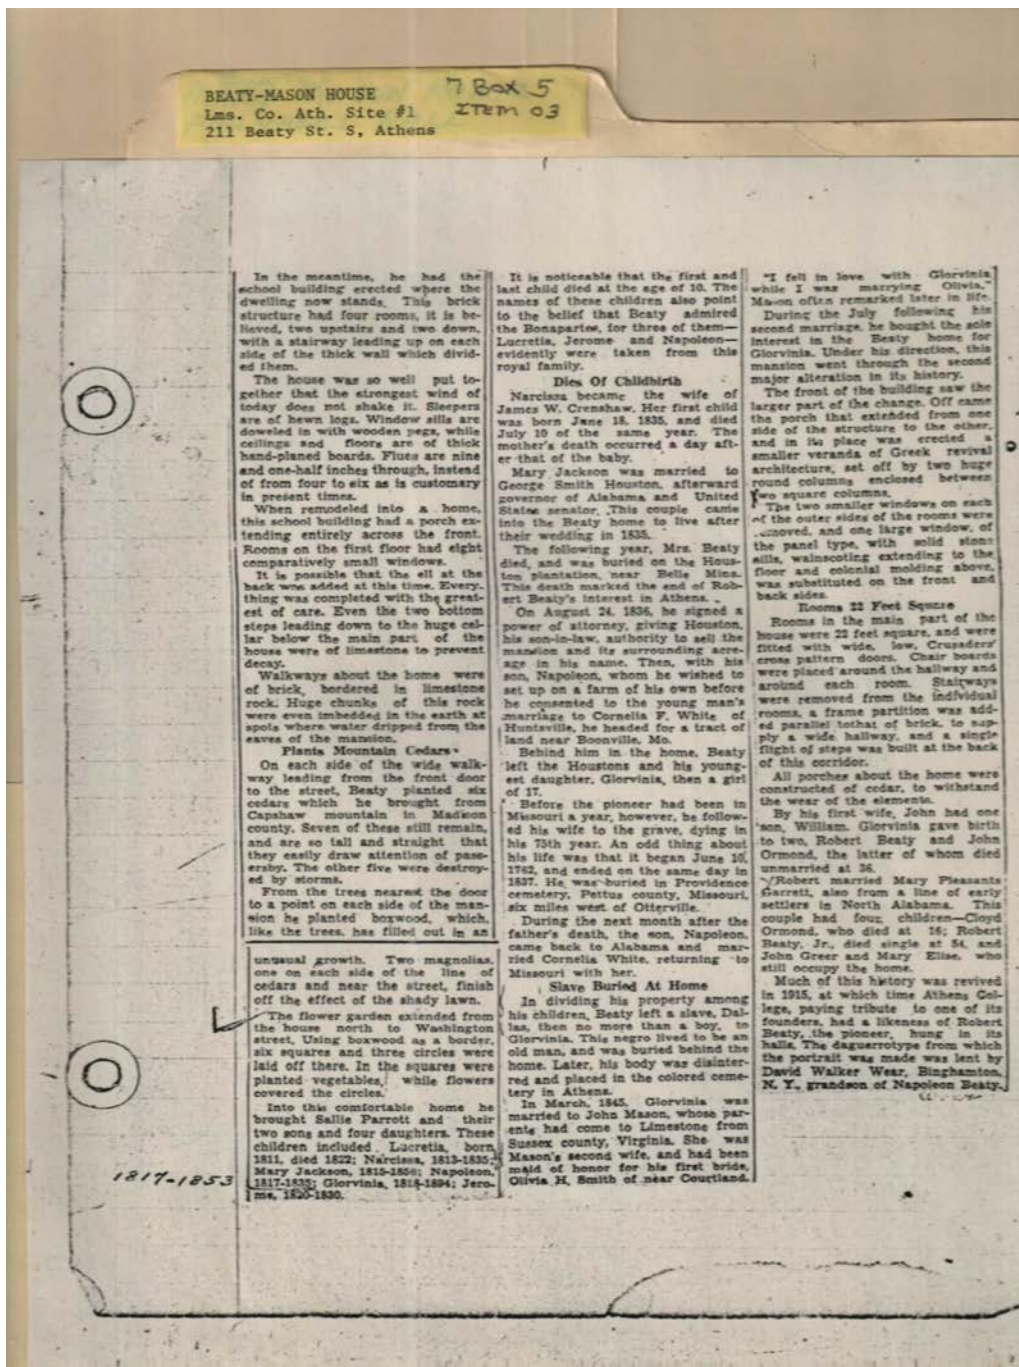 BEATY-MASON HOUSE
Lms. Co. Ath. Site #1
211 Beaty St. S, Athens
7 Box 5
ITEM 03
In the meantime, he had the
school building erected where the
dwelling now stands. This brick
structure had four rooms, it is be-
lieved, two upstairs and two down,
with a stairway leading up on each
side of the thick wall which divid-
ed them.
The house was so well put to-
gether that the strongest wind of
today does not shake it. Sleepers
are of hewn logs. Window sills are
doweled in with wooden pegs, while
ceilings and floors are of thick
hand-planed boards. Flues are nine
and one-half inches through, instead
of from four to six as is customary
in present times.
When remodeled into a home,
this school building had a porch ex-
tending entirely across the front.
Rooms on the first floor had eight
comparatively small windows.
It is possible that the ell at the
back was added at this time. Every-
thing was completed with the great-
est of care. Even the two bottom
steps leading down to the huge cel-
lar below the main part of the
house were of limestone to prevent
decay.
Walkways about the home were
of brick, bordered in limestone
rock. Huge chunks of this rock
were even imbedded in the earth at
spots where water dripped from the
eaves of the mansion.
Plants Mountain Cedars
On each side of the wide walk-
way leading from the front door
to the street, Beaty planted six
cedars which he brought from
Capshaw mountain in Madison
county. Seven of these still remain,
and are so tall and straight that
they easily draw attention of pass-
ersby. The other five were destroy-
ed by storms.
From the trees nearest the door
to a point on each side of the man-
sion he planted boxwood, which,
like the trees, has filled out in an
unusual growth. Two magnolias,
one on each side of the line of
cedars and near the street, finish
off the effect of the shady lawn.
The flower garden extended from
the house north to Washington
street. Using boxwood as a border,
six squares and three circles were
laid off there. In the squares were
planted vegetables, while flowers
covered the circles.
Into this comfortable home he
brought Sallie Parrott and their
two sons and four daughters. These
children included Lucretia, born
1811, died 1822; Narcissa, 1813-1835;
Mary Jackson, 1815-1856; Napoleon,
1817-1835; Glorvinia, 1818-1894; Jero-
me, 1820-1830.
1817-1853
It is noticeable that the first and
last child died at the age of 10. The
names of these children also point
to the belief that Beaty admired
the Bonapartes, for three of them—
Lucretia, Jerome and Napoleon—
evidently were taken from this
royal family.
Dies Of Childbirth
Narcissa became the wife of
James W. Crenshaw. Her first child
was born June 18, 1835, and died
July 10 of the same year. The
mother's death occurred a day aft-
er that of the baby.
Mary Jackson was married to
George Smith Houston, afterward
governor of Alabama and United
States senator. This couple came
into the Beaty home to live after
their wedding in 1835.
The following year, Mrs. Beaty
died, and was buried on the Hous-
ton plantation, near Belle Mina.
This death marked the end of Rob-
ert Beaty's interest in Athens.
On August 24, 1836, he signed a
power of attorney, giving Houston,
his son-in-law, authority to sell the
mansion and its surrounding acre-
age in his name. Then, with his
son, Napoleon, whom he wished to
set up on a farm of his own before
he consented to the young man's
marriage to Cornelia F. White of
Huntsville, he headed for a tract of
land near Boonville, Mo.
Behind him in the home, Beaty
left the Houstons and his young-
est daughter, Glorvinia, then a girl
of 17.
Before the pioneer had been in
Missouri a year, however, he follow-
ed his wife to the grave, dying in
his 75th year. An odd thing about
his life was that it began June 10,
1762, and ended on the same day in
1837. He was buried in Providence
cemetery, Pettus county, Missouri,
six miles west of Otterville.
During the next month after the
father's death, the son, Napoleon,
came back to Alabama and mar-
ried Cornelia White, returning to
Missouri with her.
Slave Buried At Home
In dividing his property among
his children, Beaty left a slave, Dal-
las, then no more than a boy, to
Glorvinia. This negro lived to be an
old man, and was buried behind the
home. Later, his body was disinter-
red and placed in the colored ceme-
tery in Athens.
In March, 1845, Glorvinia was
married to John Mason, whose par-
ents had come to Limestone from
Sussex county, Virginia. She was
Mason's second wife, and had been
maid of honor for his first bride,
Olivia H. Smith of near Courtland.
"I fell in love with Glorvinia
while I was marrying Olivia,"
Mason often remarked later in life.
During the July following his
second marriage, he bought the sole
interest in the Beaty home for
Glorvinia. Under his direction, this
mansion went through the second
major alteration in its history.
The front of the building saw the
larger part of the change. Off came
the porch that extended from one
side of the structure to the other,
and in its place was erected a
smaller veranda of Greek revival
architecture, set off by two huge
round columns enclosed between
two square columns.
The two smaller windows on each
of the outer sides of the rooms were
removed, and one large window, of
the panel type, with solid stone
sills, wainscoting extending to the
floor and colonial molding above,
was substituted on the front and
back sides.
Rooms 22 Feet Square
Rooms in the main part of the
house were 22 feet square, and were
fitted with wide, low, Crusaders'
cross pattern doors. Chair boards
were placed around the hallway and
around each room. Stairways
were removed from the individual
rooms, a frame partition was add-
ed parallel tothat of brick, to sup-
ply a wide hallway, and a single
flight of steps was built at the back
of this corridor.
All porches about the home were
constructed of cedar, to withstand
the wear of the elements.
By his first wife, John had one
son, William. Glorvinia gave birth
to two, Robert Beaty and John
Ormond, the latter of whom died
unmarried at 36.
Robert married Mary Pleasants
Garrett, also from a line of early
settlers in North Alabama. This
couple had four children—Cloyd
Ormond, who died at 16; Robert
Beaty, Jr., died single at 54, and
John Greer and Mary Elise, who
still occupy the home.
Much of this history was revived
in 1915, at which time Athens Col-
lege, paying tribute to one of its
founders, had a likeness of Robert
Beaty, the pioneer, hung in its
halls. The daguerrotype from which
the portrait was made was lent by
David Walker Wear, Binghamton,
N. Y., grandson of Napoleon Beaty.